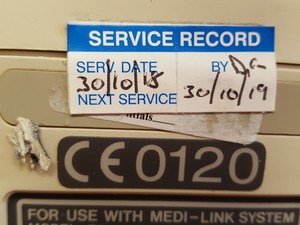 SERVICE RECORD
SERV. DATE BY
30/10/18
NEXT SERVICE 30/10/19
CE 0120
FOR USE WITH MEDI-LINK SYSTEM